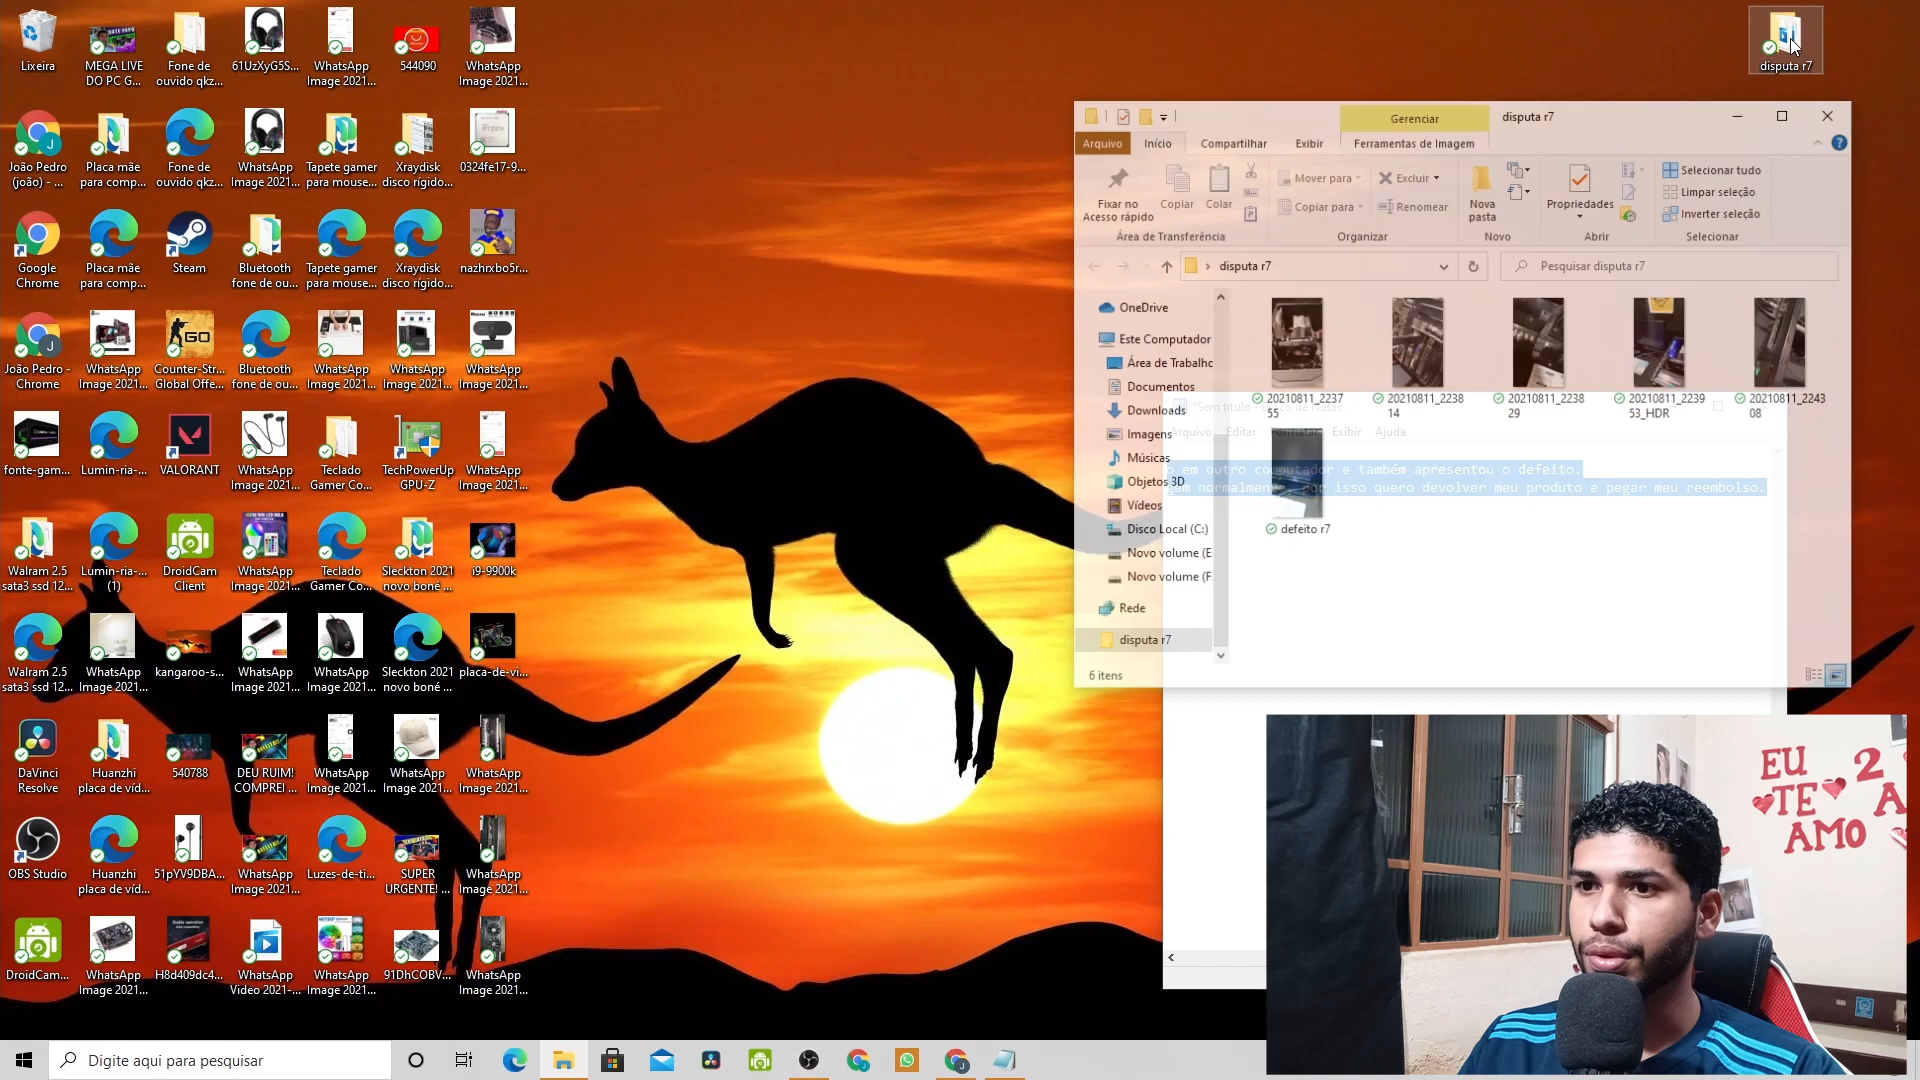 Lixeira
MEGA LIVE
DO PC G...
Fone de
ouvido qkz...
61UzXyG5S...
WhatsApp
Image 2021...
544090
WhatsApp
Image 2021...
João Pedro
(joão) - ...
Placa mãe
para comp...
Fone de
ouvido qkz...
WhatsApp
Image 2021...
Tapete gamer
para mouse...
Xraydisk
disco rígido...
0324fe17-9...
Google
Chrome
Placa mãe
para comp...
Steam
Bluetooth
fone de ou...
Tapete gamer
para mouse...
Xraydisk
disco rígido...
nazhrxbo5r...
João Pedro -
Chrome
WhatsApp
Image 2021...
Counter-Str...
Global Offe...
Bluetooth
fone de ou...
WhatsApp
Image 2021...
WhatsApp
Image 2021...
WhatsApp
Image 2021...
fonte-gam...
Lumin-ria-...
VALORANT
WhatsApp
Image 2021...
Teclado
Gamer Co...
TechPowerUp
GPU-Z
WhatsApp
Image 2021...
Walram 2.5
sata3 ssd 12...
Lumin-ria-...
(1)
DroidCam
Client
WhatsApp
Image 2021...
Teclado
Gamer Co...
Sleckton 2021
novo boné ...
i9-9900k
Walram 2.5
sata3 ssd 12...
WhatsApp
Image 2021...
kangaroo-s...
WhatsApp
Image 2021...
WhatsApp
Image 2021...
Sleckton 2021
novo boné ...
placa-de-vi...
DaVinci
Resolve
Huanzhi
placa de víd...
540788
DEU RUIM!
COMPREI ...
WhatsApp
Image 2021...
WhatsApp
Image 2021...
WhatsApp
Image 2021...
OBS Studio
Huanzhi
placa de víd...
51pYV9DBA...
WhatsApp
Image 2021...
Luzes-de-ti...
SUPER
URGENTE! ...
WhatsApp
Image 2021...
DroidCam...
WhatsApp
Image 2021...
H8d409dc4...
WhatsApp
Video 2021-...
WhatsApp
Image 2021...
91DhCOBV...
WhatsApp
Image 2021...
disputa r7
Gerenciar
disputa r7
Arquivo
Início
Compartilhar
Exibir
Ferramentas de Imagem
Fixar no
Acesso rápido
Copiar
Colar
Mover para
Copiar para
Excluir
Renomear
Nova
pasta
Propriedades
Selecionar tudo
Limpar seleção
Inverter seleção
Área de Transferência
Organizar
Novo
Abrir
Selecionar
disputa r7
Pesquisar disputa r7
OneDrive
Este Computador
Área de Trabalho
Documentos
Downloads
Imagens
Músicas
Objetos 3D
Vídeos
Disco Local (C:)
Novo volume (E
Novo volume (F
Rede
disputa r7
20210811_2237
55
20210811_2238
14
20210811_2238
29
20210811_2239
53_HDR
20210811_2243
08
defeito r7
*Sem título - Bloco de Notas
Arquivo
Editar
Formatar
Exibir
Ajuda
o em outro computador e também apresentou o defeito.
gem normalmente, por isso quero devolver meu produto e pegar meu reembolso.
6 itens
EU
TE
AMO
2
A
Digite aqui para pesquisar